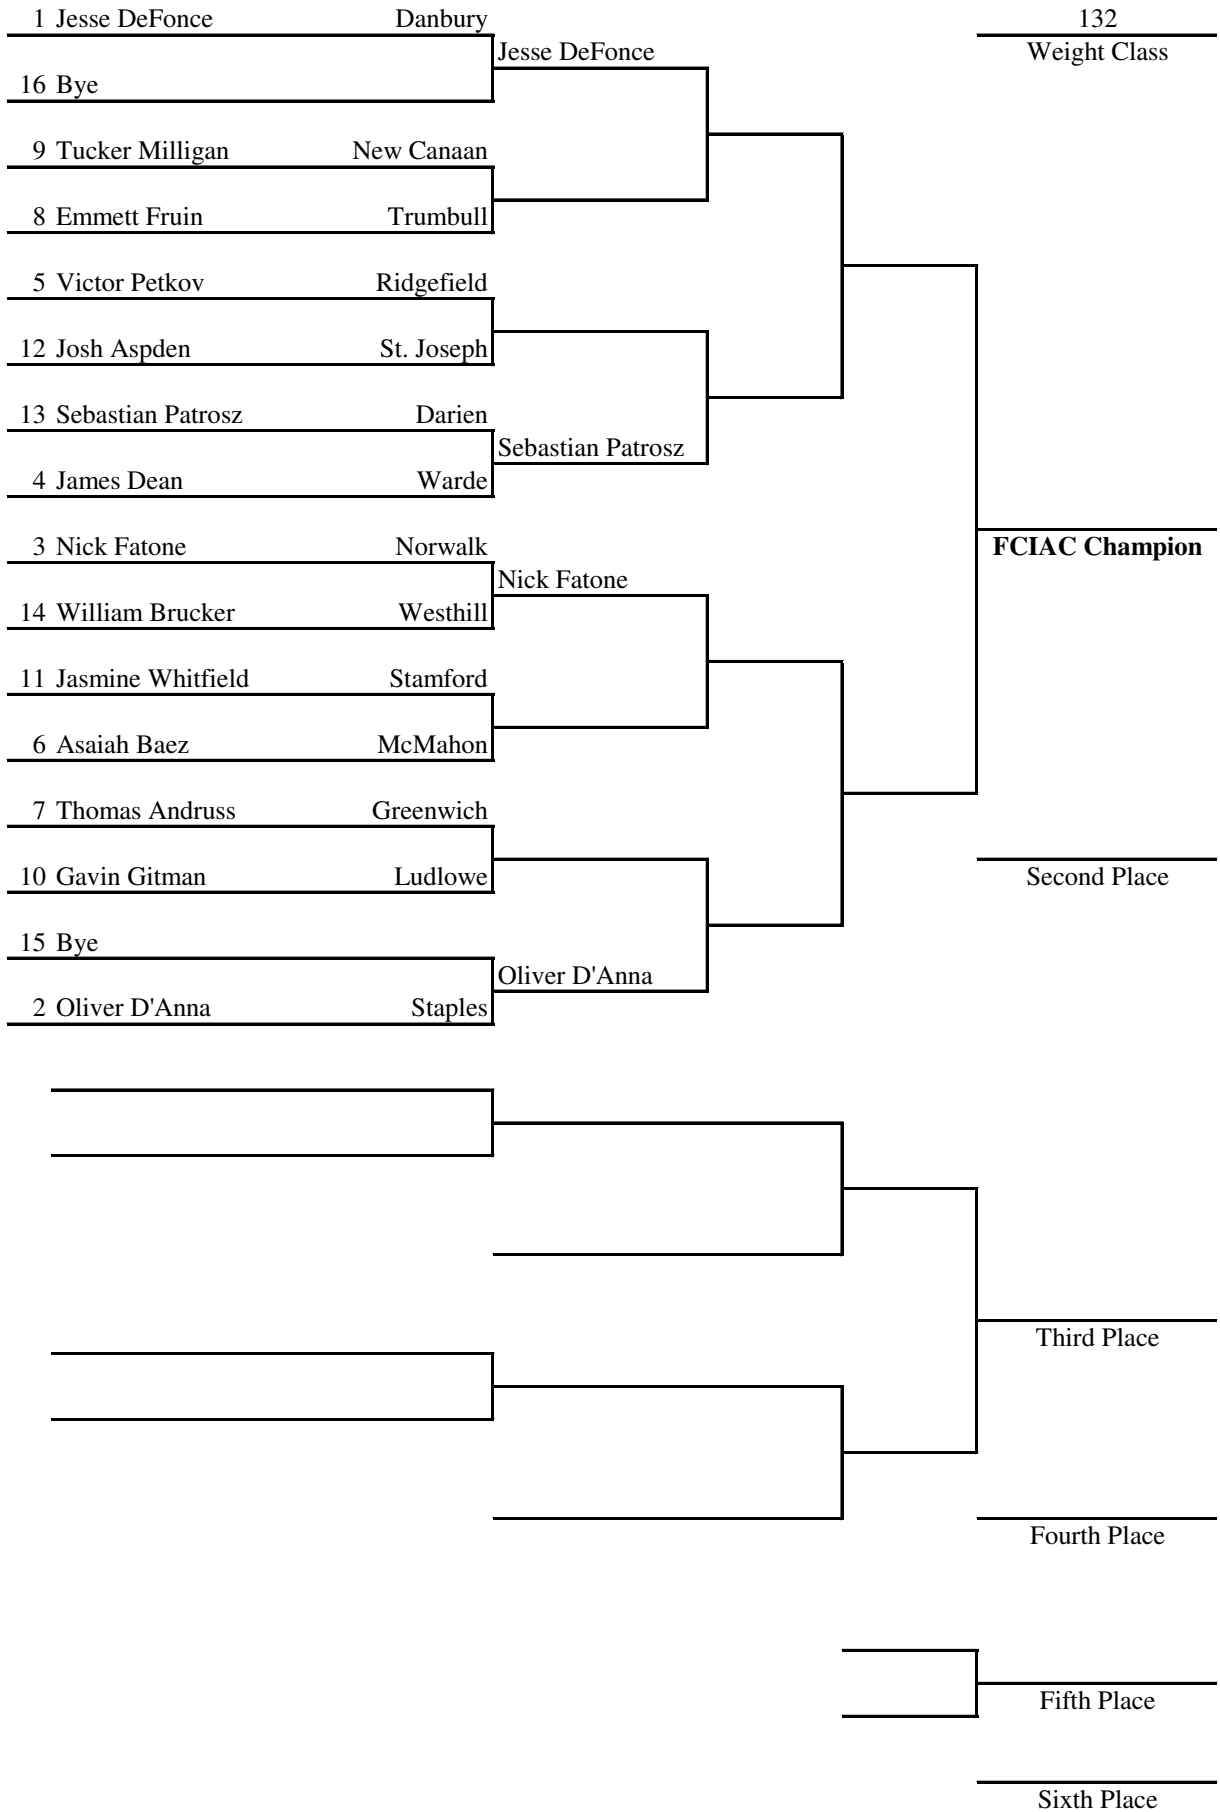 1 Jesse DeFonce Danbury
132
Jesse DeFonce
Weight Class
16 Bye
9 Tucker Milligan New Canaan
8 Emmett Fruin Trumbull
5 Victor Petkov Ridgefield
12 Josh Aspden St. Joseph
13 Sebastian Patrosz Darien
Sebastian Patrosz
4 James Dean Warde
3 Nick Fatone Norwalk
FCIAC Champion
Nick Fatone
14 William Brucker Westhill
11 Jasmine Whitfield Stamford
6 Asaiah Baez McMahon
7 Thomas Andruss Greenwich
10 Gavin Gitman Ludlowe
Second Place
15 Bye
Oliver D'Anna
2 Oliver D'Anna Staples
Third Place
Fourth Place
Fifth Place
Sixth Place